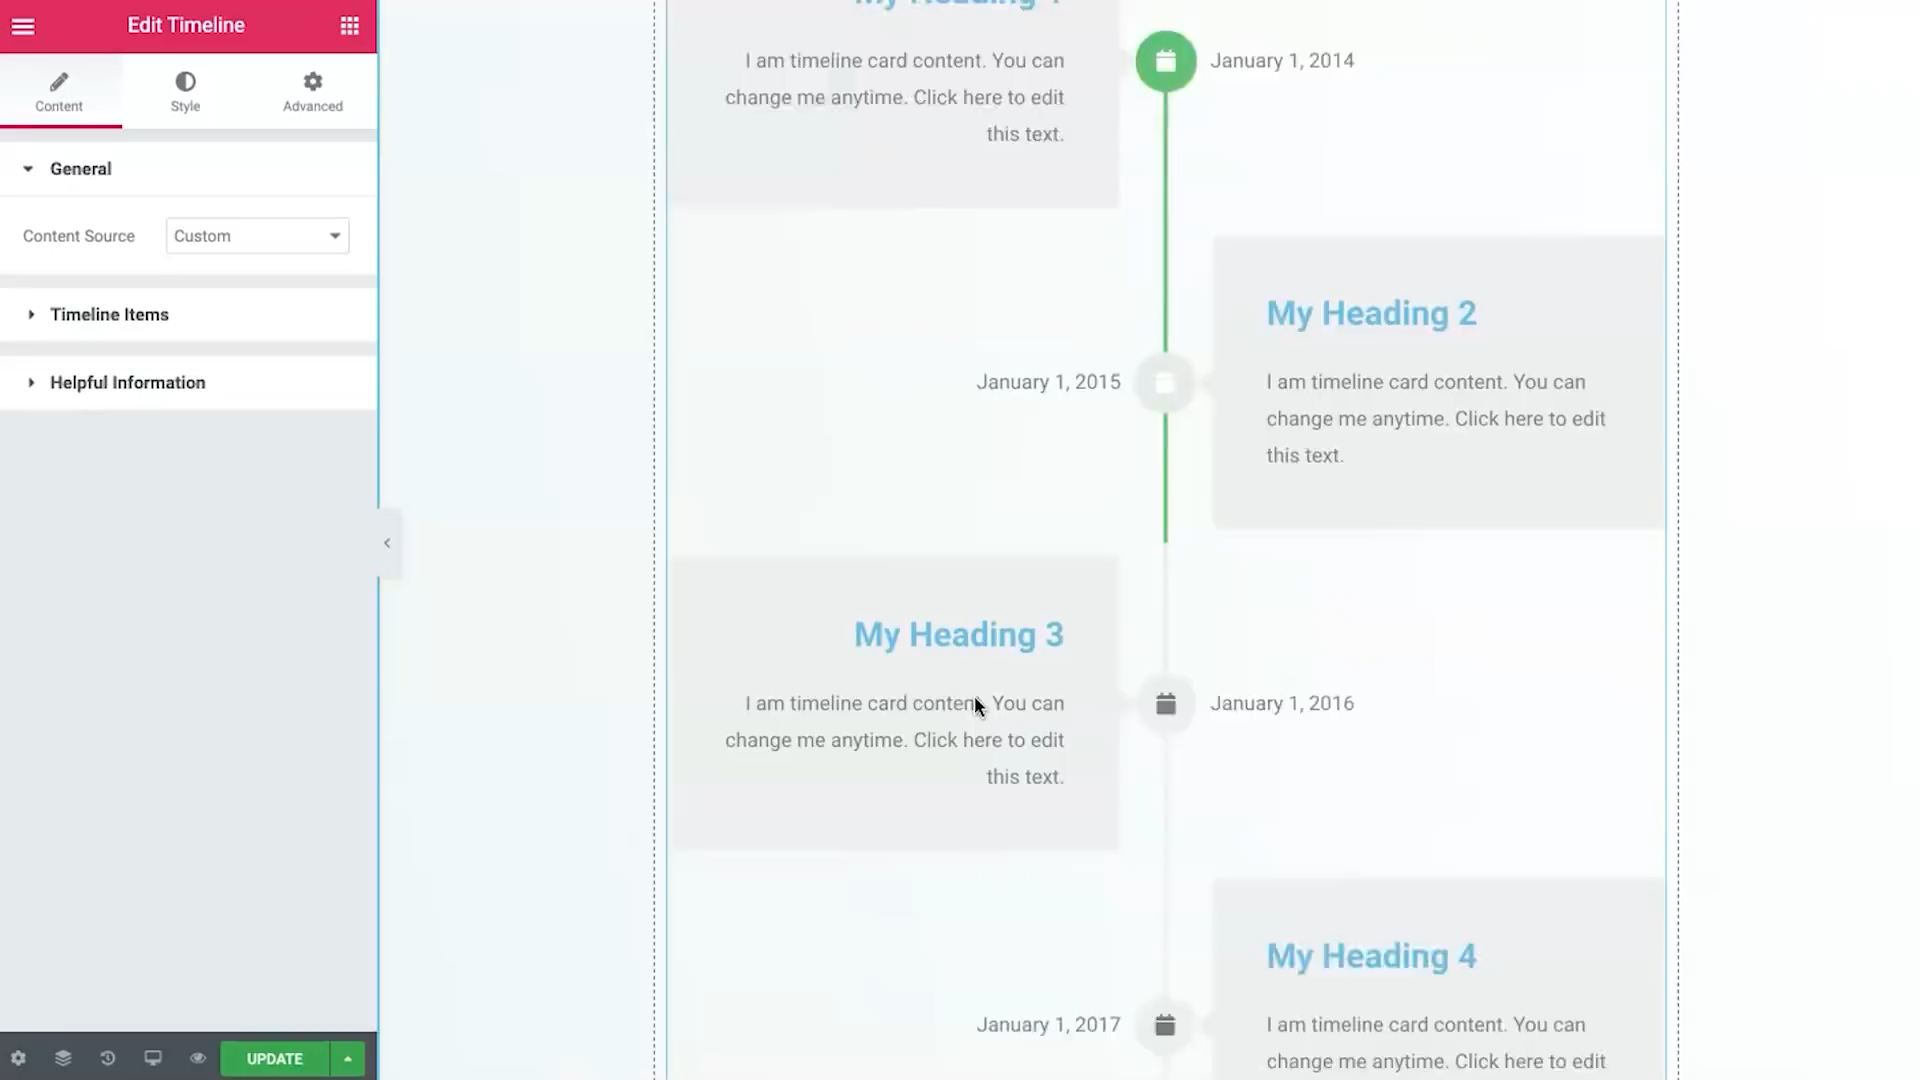 Edit Timeline
Content
Style
Advanced
General
Content Source
Custom
Timeline Items
Helpful Information
UPDATE
My Heading 1
I am timeline card content. You can
change me anytime. Click here to edit
this text.
January 1, 2014
My Heading 2
January 1, 2015
I am timeline card content. You can
change me anytime. Click here to edit
this text.
My Heading 3
I am timeline card content. You can
change me anytime. Click here to edit
this text.
January 1, 2016
My Heading 4
January 1, 2017
I am timeline card content. You can
change me anytime. Click here to edit